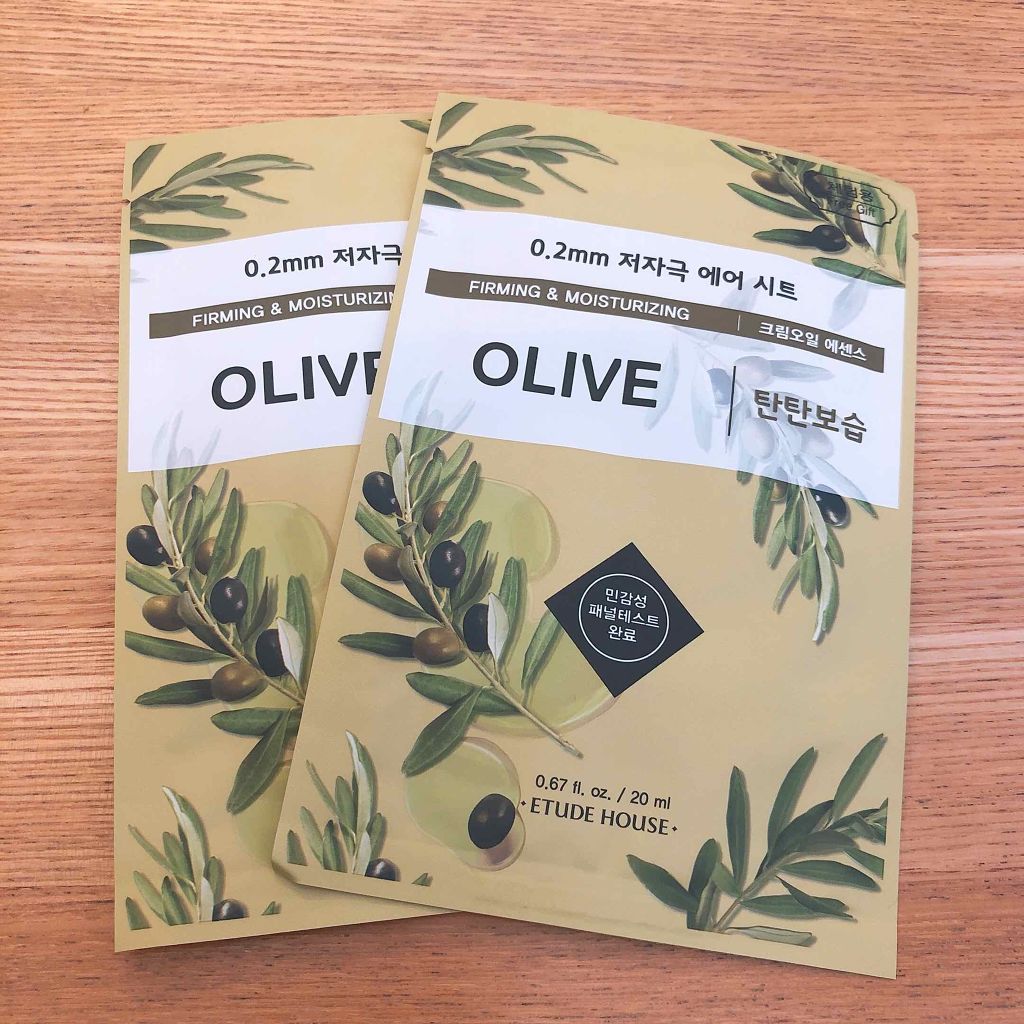 0.2mm 저자극
FIRMING & MOISTURIZIN
OLIVE
체험용
Free Gift
0.2mm 저자극 에어 시트
FIRMING & MOISTURIZING | 크림오일 에센스
OLIVE | 탄탄보습
민감성
패널테스트
완료
0.67 fl. oz. / 20 ml
ETUDE HOUSE